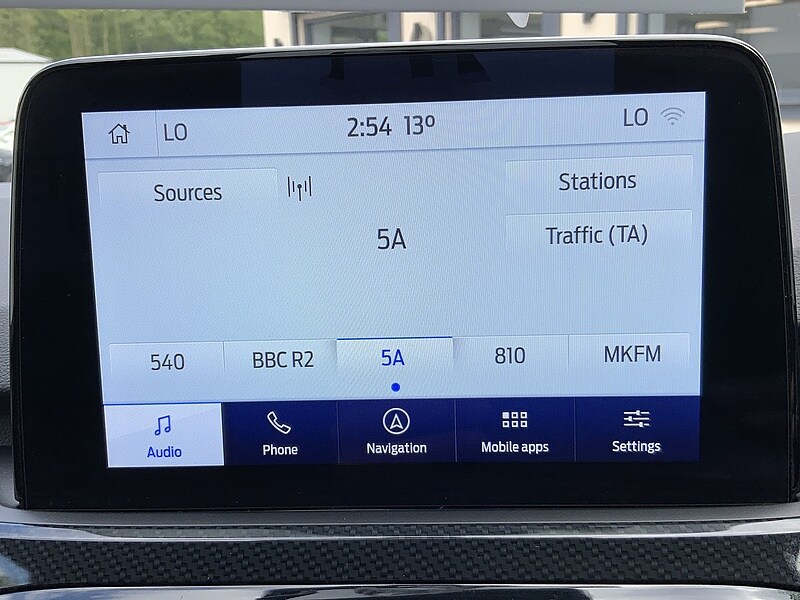 LO 2:54 13º LO
Sources
Stations
5A
Traffic (TA)
540 BBC R2 5A 810 MKFM
Audio Phone Navigation Mobile apps Settings